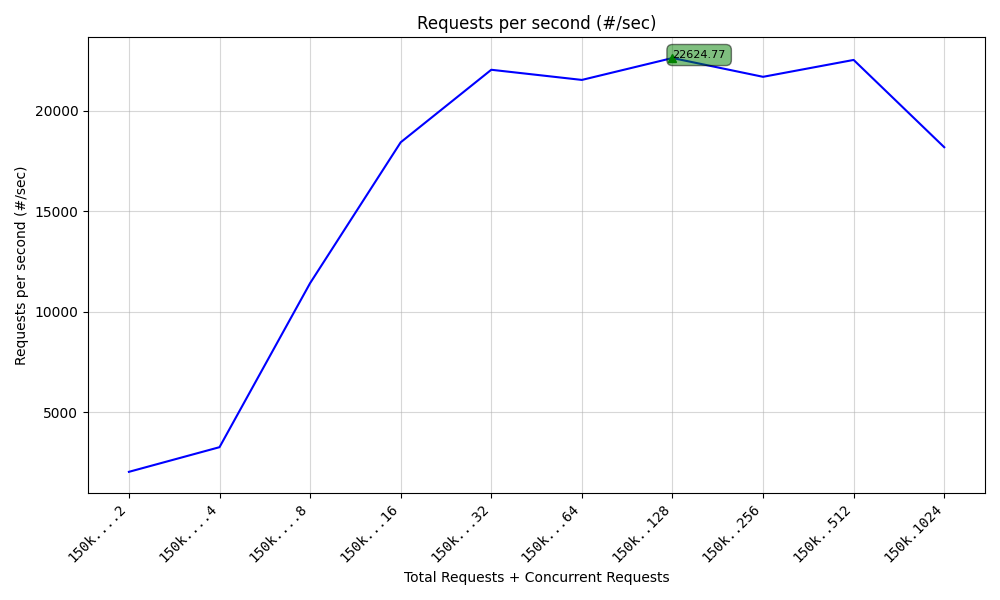 Requests per second (#/sec)
22624.77
Requests per second (#/sec)
20000
15000
10000
5000
150k....2
150k....4
150k....8
150k...16
150k...32
150k...64
150k..128
150k..256
150k..512
150k.1024
Total Requests + Concurrent Requests